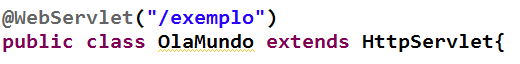 @WebServlet("/exemplo")
public class OlaMundo extends HttpServlet{